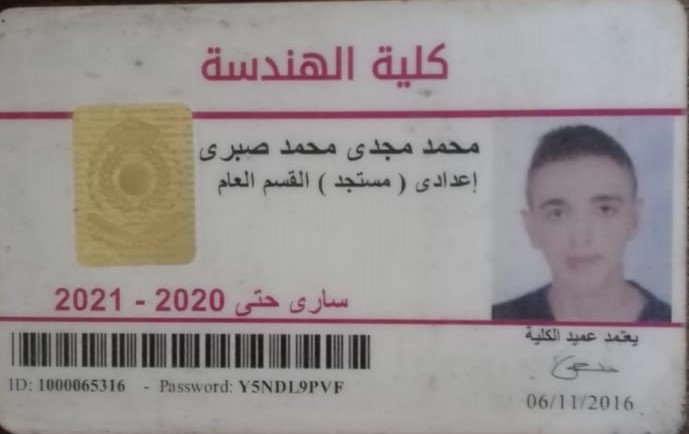 كلية الهندسة
محمد مجدى محمد صبرى
إعدادى ( مستجد ) القسم العام
سارى حتى 2020 - 2021
يعتمد عميد الكلية
ID: 1000065316 - Password: Y5NDL9PVF
06/11/2016